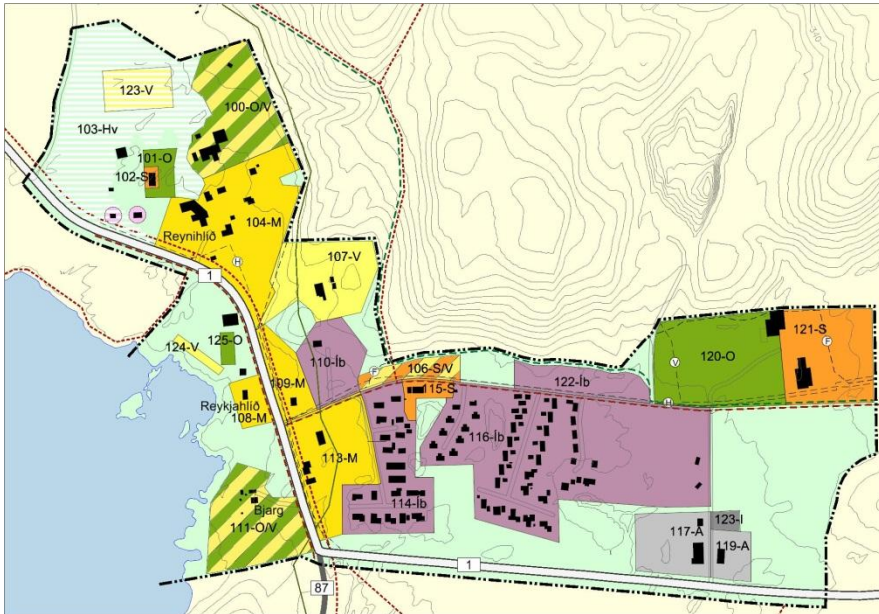 340
123-V
100-O/V
103-Hv
101-O
102-S
104-M
Reynihlíð
H
1
107-V
124-V
125-O
110-Íb
109-M
F
106-S/V
115-S
122-Íb
V
120-O
121-S
F
H
Reykjahlíð
108-M
113-M
116-Íb
114-Íb
Bjarg
111-O/V
123-I
117-A
119-A
1
87